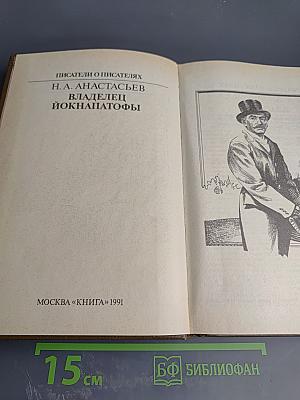 ПИСАТЕЛИ О ПИСАТЕЛЯХ
Н. А. АНАСТАСЬЕВ
ВЛАДЕЛЕЦ
ЙОКНАПАТОФЫ
МОСКВА «КНИГА» 1991
15 см
БФ БИБЛИОФАН